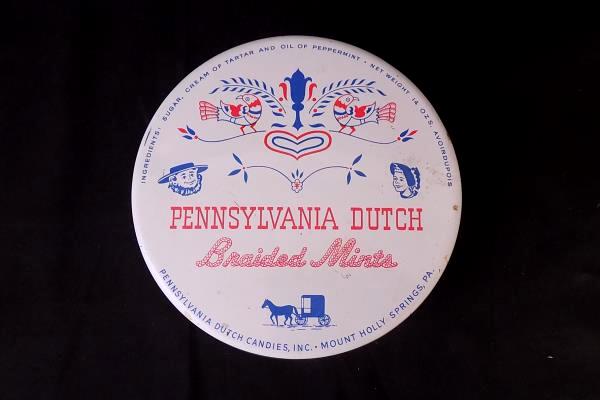 INGREDIENTS: SUGAR, CREAM OF TARTAR AND OIL OF PEPPERMINT • NET WEIGHT 14 OZS. AVOIRDUPOIS
PENNSYLVANIA DUTCH
Braided Mints
PENNSYLVANIA DUTCH CANDIES, INC. • MOUNT HOLLY SPRINGS, PA.